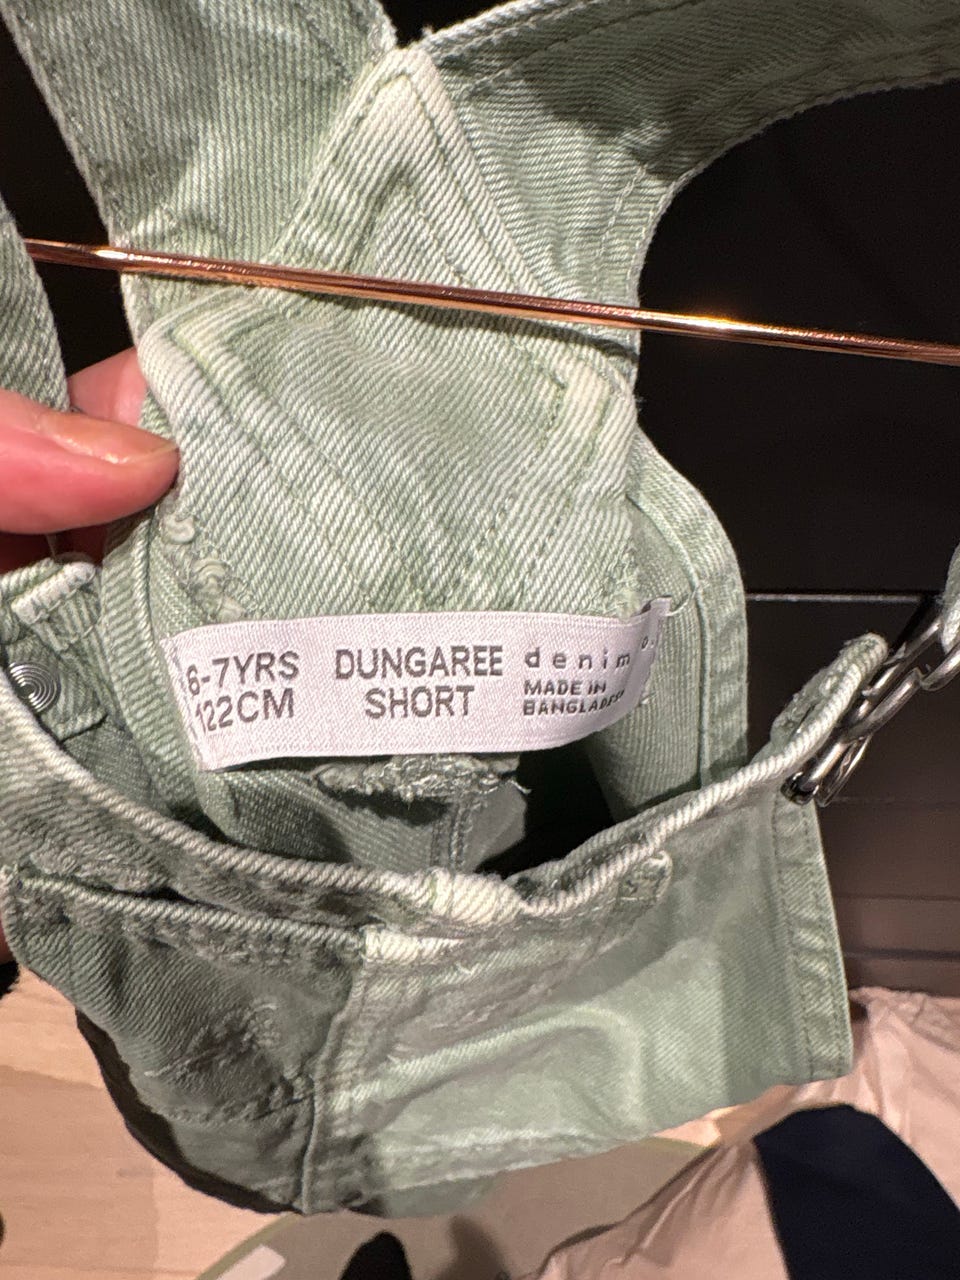 6-7YRS
122CM
DUNGAREE
SHORT
denim
MADE IN
BANGLADESH